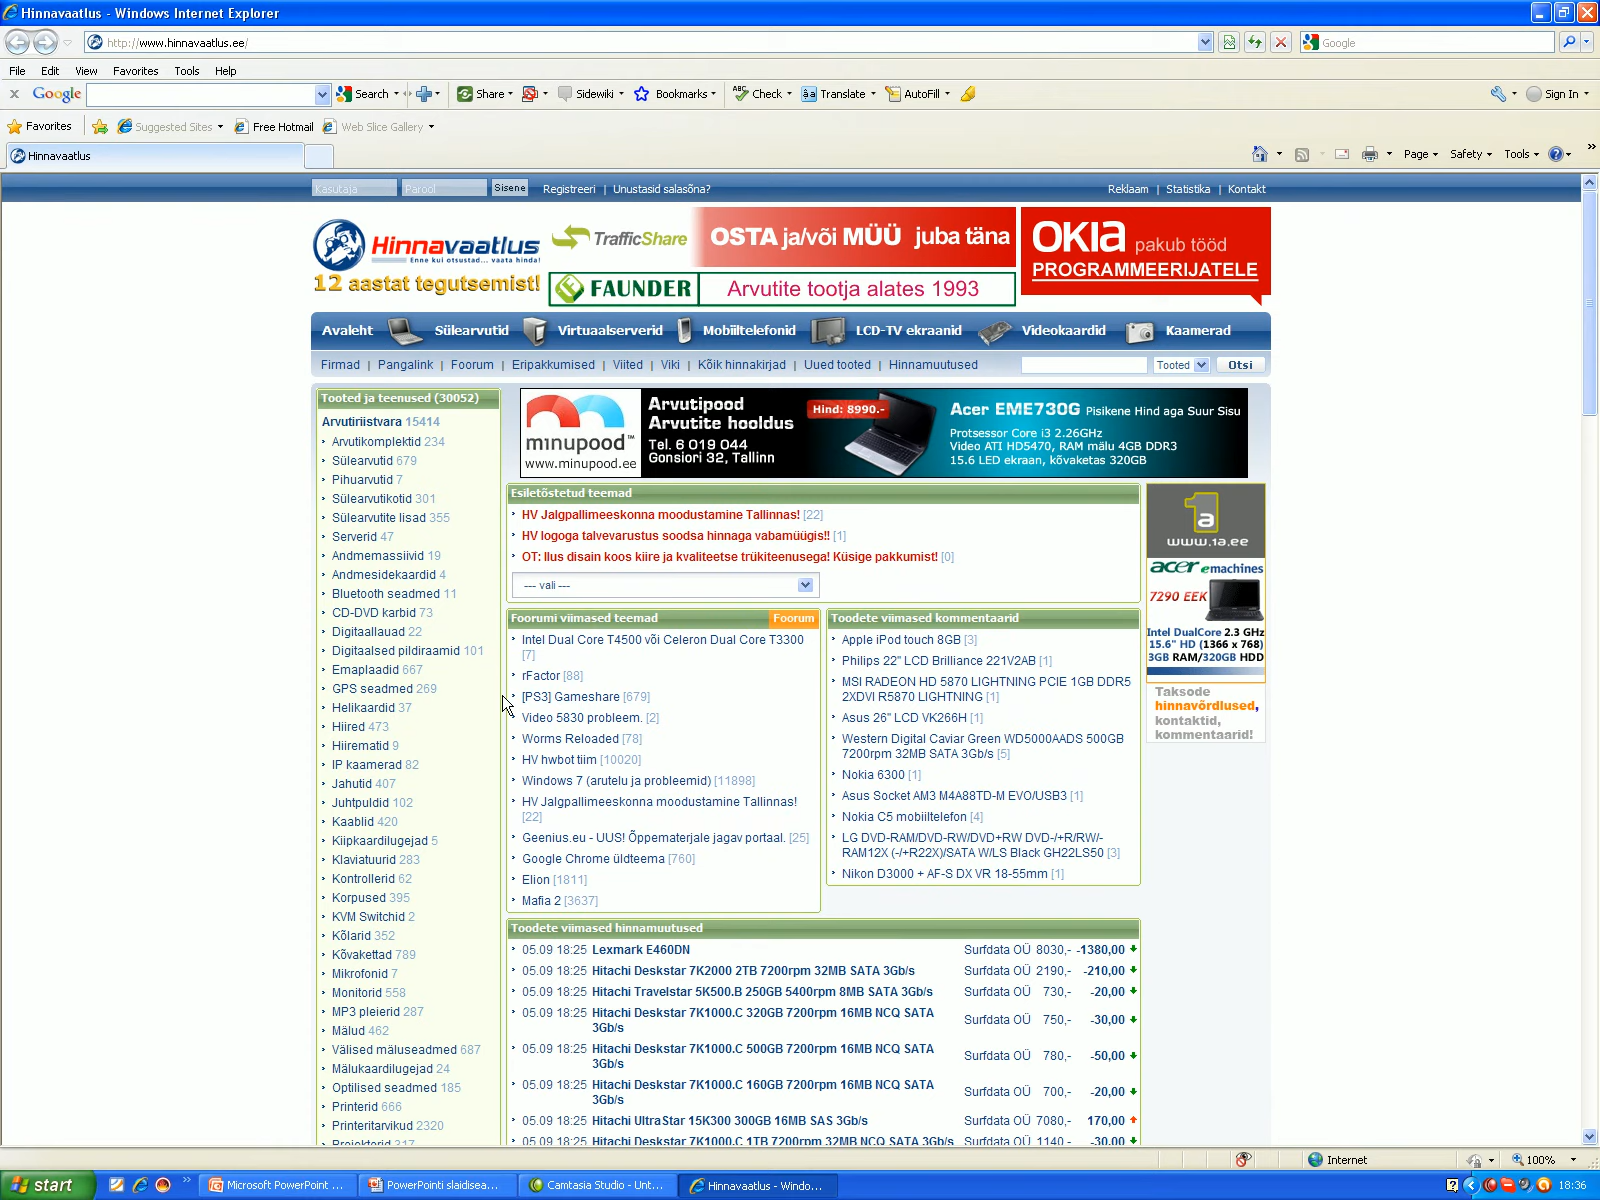 Hinnavaatlus - Windows Internet Explorer
http://www.hinnavaatlus.ee/
Google
File Edit View Favorites Tools Help
x Google Search Share Sidewiki Bookmarks Check Translate AutoFill Sign In
Favorites Suggested Sites Free Hotmail Web Slice Gallery
Hinnavaatlus
Page Safety Tools
Kasutaja Parool Sisene Registreeri | Unustasid salasõna?
Reklaam | Statistika | Kontakt
Hinnavaatlus
Enne kui otsustad... vaata hinda!
12 aastat tegutsemist!
TrafficShare OSTA ja/või MÜÜ juba täna
FAUNDER Arvutite tootja alates 1993
OKIA pakub tööd
PROGRAMMEERIJATELE
Avaleht Sülearvutid Virtuaalserverid Mobiiltelefonid LCD-TV ekraanid Videokaardid Kaamerad
Firmad | Pangalink | Foorum | Eripakkumised | Viited | Viki | Kõik hinnakirjad | Uued tooted | Hinnamuutused
Tooted Otsi
Tooted ja teenused (30052)
Arvutiriistvara 15414
Arvutikomplektid 234
Sülearvutid 679
Pihuarvutid 7
Sülearvutikotid 301
Sülearvutite lisad 355
Serverid 47
Andmemassiivid 19
Andmesidekaardid 4
Bluetooth seadmed 11
CD-DVD karbid 73
Digitaallauad 22
Digitaalsed pildiraamid 101
Emaplaadid 667
GPS seadmed 269
Helikaardid 37
Hiired 473
Hiirematid 9
IP kaamerad 82
Jahutid 407
Juhtpuldid 102
Kaablid 420
Kiipkaardilugejad 5
Klaviatuurid 283
Kontrollerid 62
Korpused 395
KVM Switchid 2
Kõlarid 352
Kõvakettad 789
Mikrofonid 7
Monitorid 558
MP3 pleierid 287
Mälud 462
Välised mäluseadmed 687
Mälukaardilugejad 24
Optilised seadmed 185
Printerid 666
Printeritarvikud 2320
Projektorid 317
minupood™
www.minupood.ee
Arvutipood
Arvutite hooldus
Tel. 6 019 044
Gonsiori 32, Tallinn
Hind: 8990.-
Acer EME730G Pisikene Hind aga Suur Sisu
Protsessor Core i3 2.26GHz
Video ATI HD5470, RAM mälu 4GB DDR3
15.6 LED ekraan, kõvaketas 320GB
Esiletõstetud teemad
HV Jalgpallimeeskonna moodustamine Tallinnas! [22]
HV logoga talvevarustus soodsa hinnaga vabamüügis!! [1]
OT: Ilus disain koos kiire ja kvaliteetse trükiteenusega! Küsige pakkumist! [0]
--- vali ---
Foorumi viimased teemad Foorum
Intel Dual Core T4500 või Celeron Dual Core T3300
[7]
rFactor [88]
[PS3] Gameshare [679]
Video 5830 probleem. [2]
Worms Reloaded [78]
HV hwbot tiim [10020]
Windows 7 (arutelu ja probleemid) [11898]
HV Jalgpallimeeskonna moodustamine Tallinnas!
[22]
Geenius.eu - UUS! Õppematerjale jagav portaal. [25]
Google Chrome üldteema [760]
Elion [1811]
Mafia 2 [3637]
Toodete viimased kommentaarid
Apple iPod touch 8GB [3]
Philips 22" LCD Brilliance 221V2AB [1]
MSI RADEON HD 5870 LIGHTNING PCIE 1GB DDR5
2XDVI R5870 LIGHTNING [1]
Asus 26" LCD VK266H [1]
Western Digital Caviar Green WD5000AADS 500GB
7200rpm 32MB SATA 3Gb/s [5]
Nokia 6300 [1]
Asus Socket AM3 M4A88TD-M EVO/USB3 [1]
Nokia C5 mobiiltelefon [4]
LG DVD-RAM/DVD-RW/DVD+RW DVD-/+R/RW/-
RAM12X (-/+R22X)/SATA W/LS Black GH22LS50 [3]
Nikon D3000 + AF-S DX VR 18-55mm [1]
1a
www.1a.ee
acer emachines
7290 EEK
Intel DualCore 2.3 GHz
15.6" HD (1366 x 768)
3GB RAM/320GB HDD
Taksode
hinnavõrdlused,
kontaktid,
kommentaarid!
Toodete viimased hinnamuutused
05.09 18:25 Lexmark E460DN Surfdata OÜ 8030,- -1380,00
05.09 18:25 Hitachi Deskstar 7K2000 2TB 7200rpm 32MB SATA 3Gb/s Surfdata OÜ 2190,- -210,00
05.09 18:25 Hitachi Travelstar 5K500.B 250GB 5400rpm 8MB SATA 3Gb/s Surfdata OÜ 730,- -20,00
05.09 18:25 Hitachi Deskstar 7K1000.C 320GB 7200rpm 16MB NCQ SATA
3Gb/s Surfdata OÜ 750,- -30,00
05.09 18:25 Hitachi Deskstar 7K1000.C 500GB 7200rpm 16MB NCQ SATA
3Gb/s Surfdata OÜ 780,- -50,00
05.09 18:25 Hitachi Deskstar 7K1000.C 160GB 7200rpm 16MB NCQ SATA
3Gb/s Surfdata OÜ 700,- -20,00
05.09 18:25 Hitachi UltraStar 15K300 300GB 16MB SAS 3Gb/s Surfdata OÜ 7080,- 170,00
05.09 18:25 Hitachi Deskstar 7K1000.C 1TB 7200rpm 32MB NCQ SATA 3Gb/s Surfdata OÜ 1140,- -30,00
Internet 100%
start Microsoft PowerPoint ... PowerPointi slaidisea... Camtasia Studio - Unt... Hinnavaatlus - Windo... 18:36